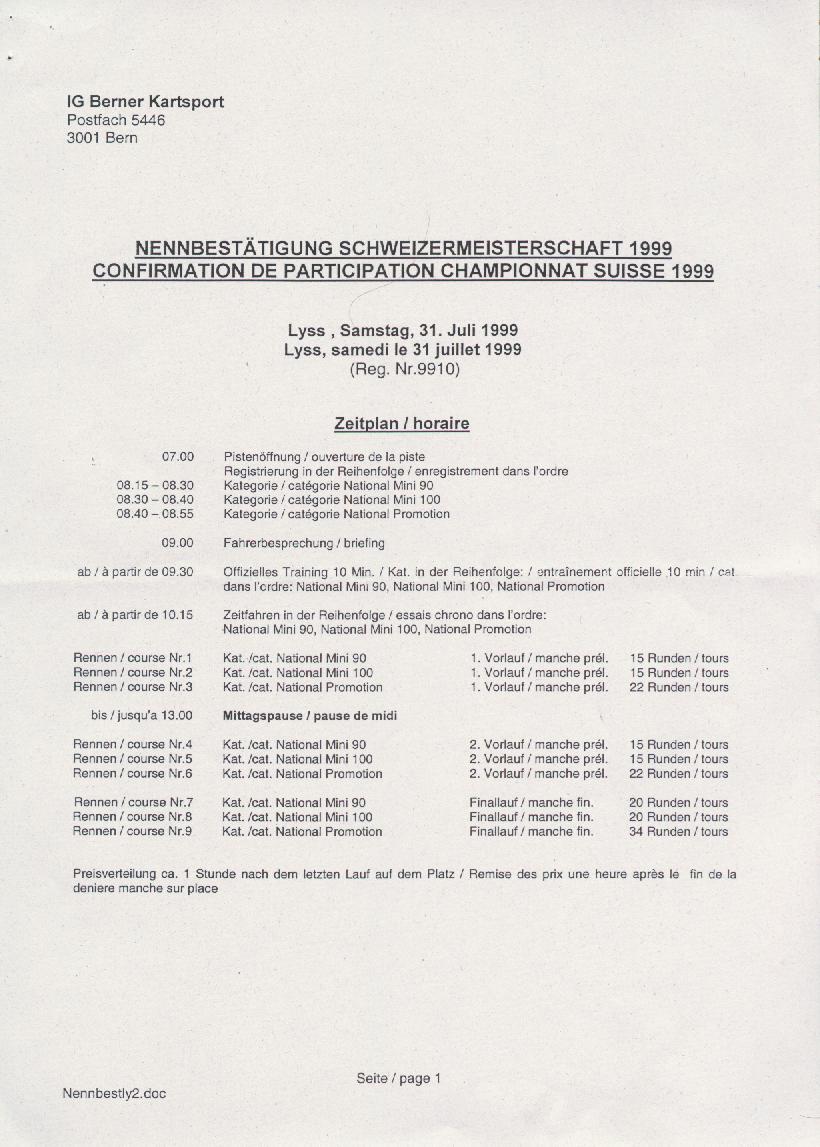 IG Berner Kartsport
Postfach 5446
3001 Bern
NENNBESTÄTIGUNG SCHWEIZERMEISTERSCHAFT 1999
CONFIRMATION DE PARTICIPATION CHAMPIONNAT SUISSE 1999
Lyss , Samstag, 31. Juli 1999
Lyss, samedi le 31 juillet 1999
(Reg. Nr.9910)
Zeitplan / horaire
07.00 Pistenöffnung / ouverture de la piste
Registrierung in der Reihenfolge / enregistrement dans l'ordre
08.15 – 08.30 Kategorie / catégorie National Mini 90
08.30 – 08.40 Kategorie / catégorie National Mini 100
08.40 – 08.55 Kategorie / catégorie National Promotion
09.00 Fahrerbesprechung / briefing
ab / à partir de 09.30 Offizielles Training 10 Min. / Kat. in der Reihenfolge: / entraînement officielle 10 min / cat.
dans l'ordre: National Mini 90, National Mini 100, National Promotion
ab / à partir de 10.15 Zeitfahren in der Reihenfolge / essais chrono dans l'ordre:
National Mini 90, National Mini 100, National Promotion
Rennen / course Nr.1 Kat. /cat. National Mini 90 1. Vorlauf / manche prél. 15 Runden / tours
Rennen / course Nr.2 Kat. /cat. National Mini 100 1. Vorlauf / manche prél. 15 Runden / tours
Rennen / course Nr.3 Kat. /cat. National Promotion 1. Vorlauf / manche prél. 22 Runden / tours
bis / jusqu'a 13.00 Mittagspause / pause de midi
Rennen / course Nr.4 Kat. /cat. National Mini 90 2. Vorlauf / manche prél. 15 Runden / tours
Rennen / course Nr.5 Kat. /cat. National Mini 100 2. Vorlauf / manche prél. 15 Runden / tours
Rennen / course Nr.6 Kat. /cat. National Promotion 2. Vorlauf / manche prél. 22 Runden / tours
Rennen / course Nr.7 Kat. /cat. National Mini 90 Finallauf / manche fin. 20 Runden / tours
Rennen / course Nr.8 Kat. /cat. National Mini 100 Finallauf / manche fin. 20 Runden / tours
Rennen / course Nr.9 Kat. /cat. National Promotion Finallauf / manche fin. 34 Runden / tours
Preisverteilung ca. 1 Stunde nach dem letzten Lauf auf dem Platz / Remise des prix une heure après le fin de la
deniere manche sur place
Seite / page 1
Nennbestly2.doc